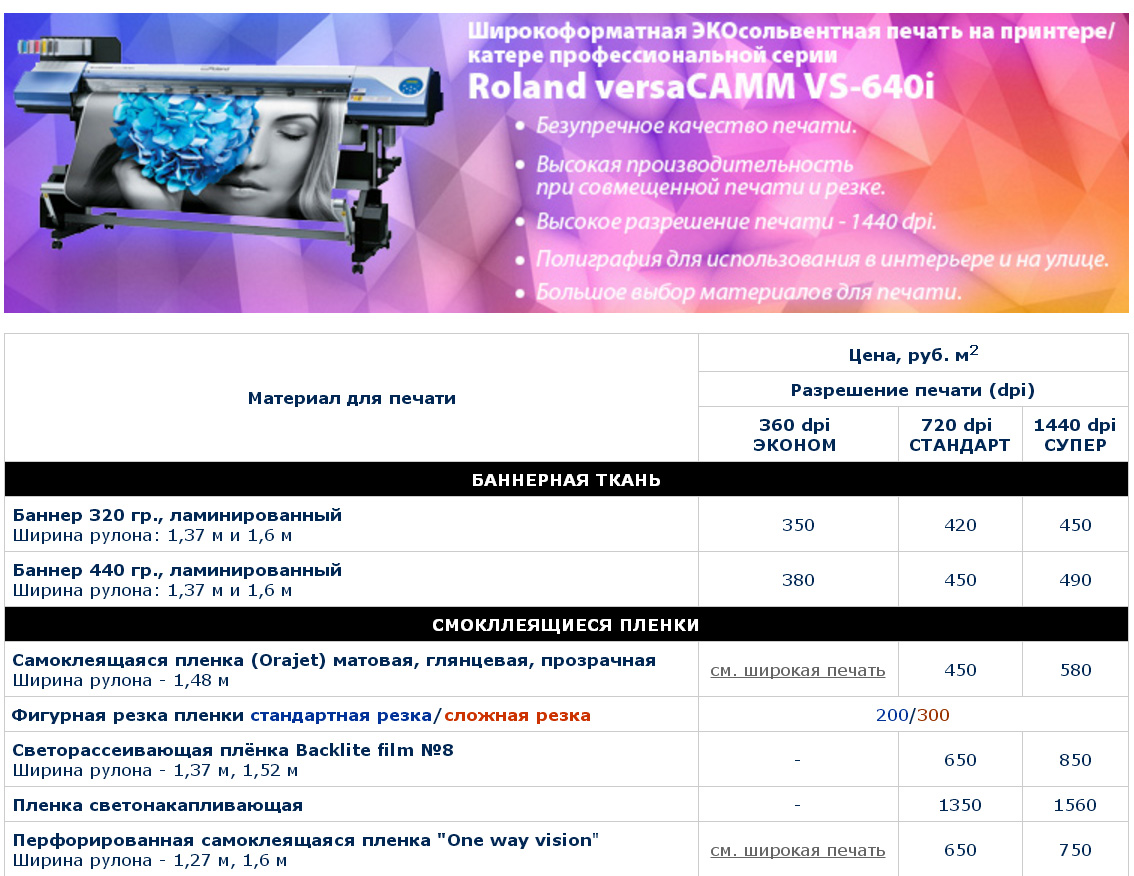 Широкоформатная ЭКОсольвентная печать на принтере/
катере профессиональной серии
Roland versaCAMM VS-640i
• Безупречное качество печати.
• Высокая производительность
при совмещенной печати и резке.
• Высокое разрешение печати - 1440 dpi.
• Полиграфия для использования в интерьере и на улице.
• Большое выбор материалов для печати.
Материал для печати
Цена, руб. м2
Разрешение печати (dpi)
360 dpi 720 dpi 1440 dpi
ЭКОНОМ СТАНДАРТ СУПЕР
БАННЕРНАЯ ТКАНЬ
Баннер 320 гр., ламинированный
Ширина рулона: 1,37 м и 1,6 м
350 420 450
Баннер 440 гр., ламинированный
Ширина рулона: 1,37 м и 1,6 м
380 450 490
СМОКЛЛЕЯЩИЕСЯ ПЛЕНКИ
Самоклеящаяся пленка (Orajet) матовая, глянцевая, прозрачная
Ширина рулона - 1,48 м
см. широкая печать 450 580
Фигурная резка пленки стандартная резка/сложная резка 200/300
Светорассеивающая плёнка Backlite film №8
Ширина рулона - 1,37 м, 1,52 м
- 650 850
Пленка светонакапливающая - 1350 1560
Перфорированная самоклеящаяся пленка "One way vision"
Ширина рулона - 1,27 м, 1,6 м
см. широкая печать 650 750